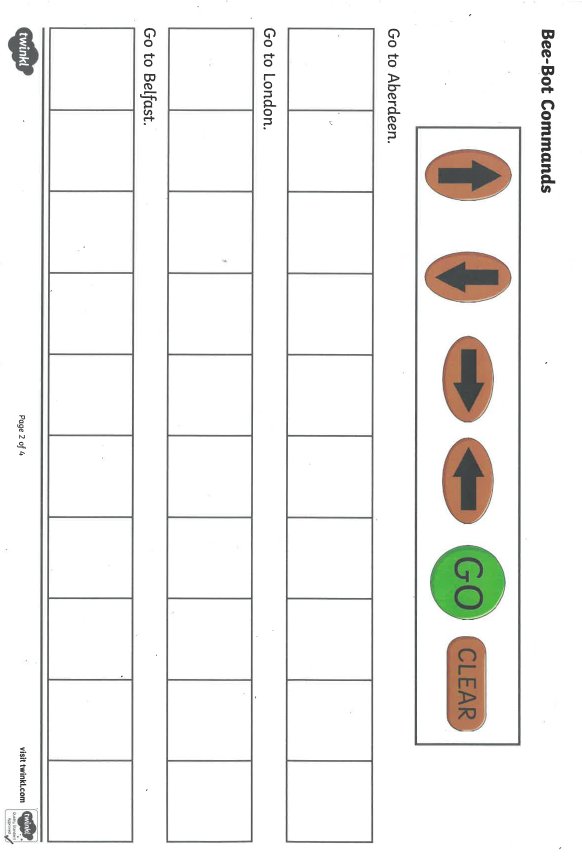 Bee-Bot Commands
GO
CLEAR
Go to Aberdeen.
Go to London.
Go to Belfast.
twinkl
Page 2 of 4
visit twinkl.com
twinkl